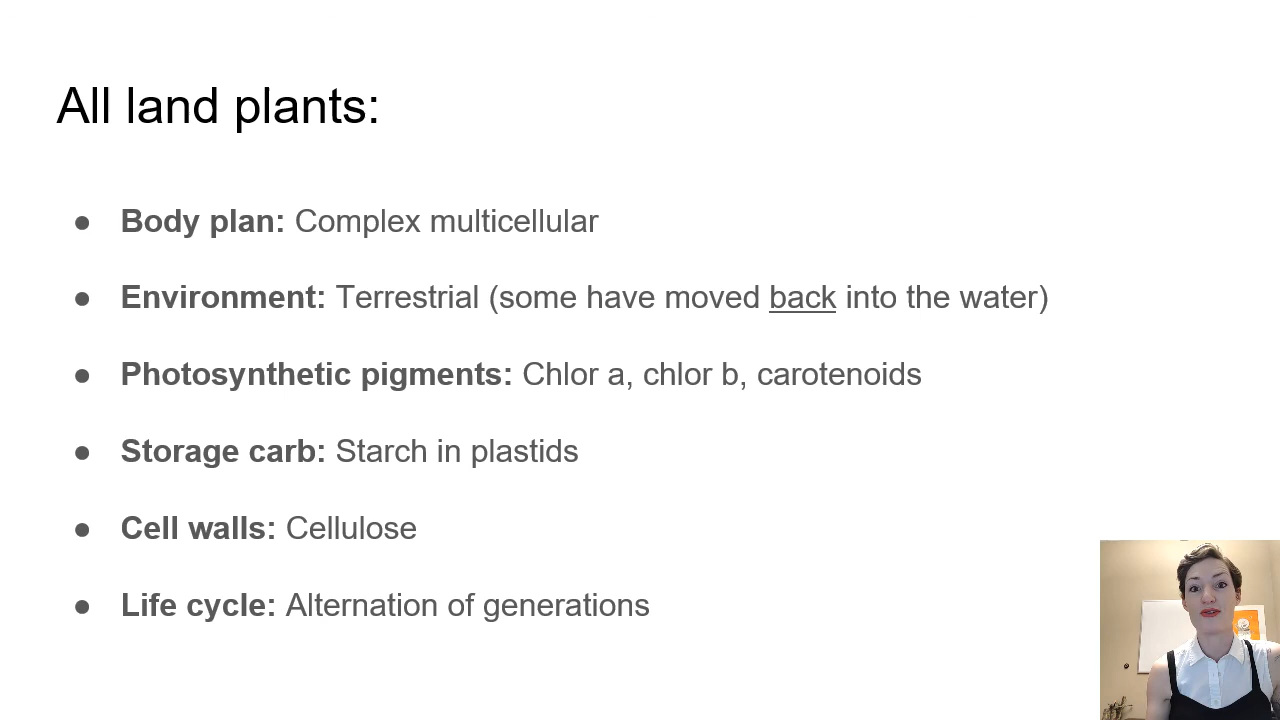 All land plants:
● Body plan: Complex multicellular
● Environment: Terrestrial (some have moved back into the water)
● Photosynthetic pigments: Chlor a, chlor b, carotenoids
● Storage carb: Starch in plastids
● Cell walls: Cellulose
● Life cycle: Alternation of generations